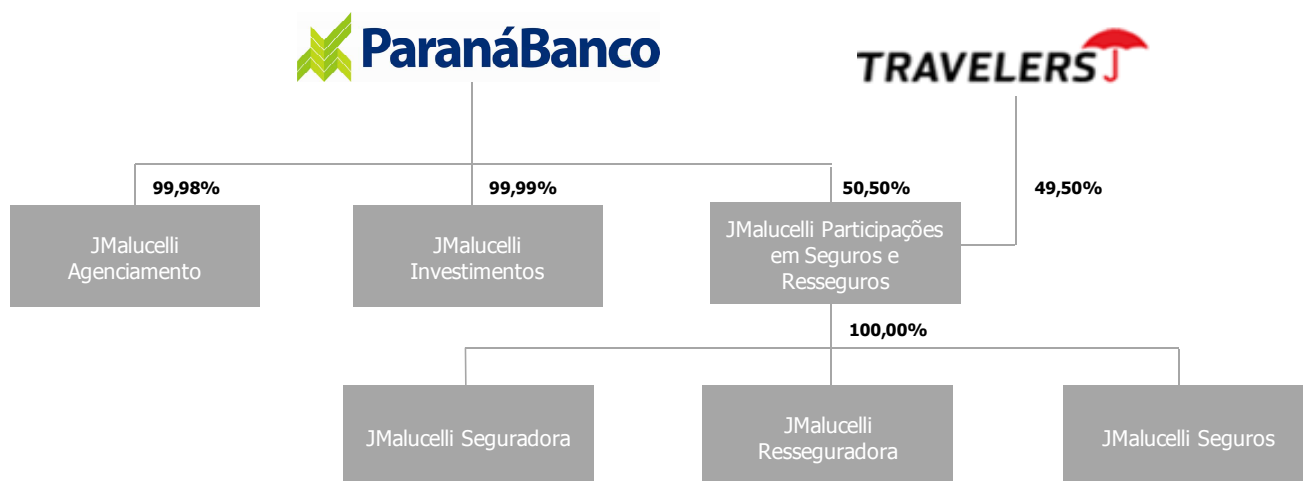 ParanáBanco
TRAVELERS
99,98%
99,99%
50,50%
49,50%
JMalucelli
Agenciamento
JMalucelli
Investimentos
JMalucelli Participações
em Seguros e
Resseguros
100,00%
JMalucelli Seguradora
JMalucelli
Resseguradora
JMalucelli Seguros